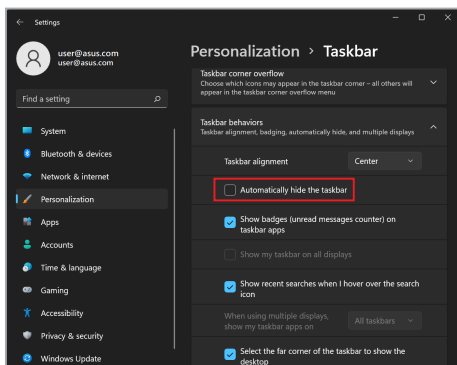 Settings
user@asus.com
user@asus.com
Find a setting
System
Bluetooth & devices
Network & internet
Personalization
Apps
Accounts
Time & language
Gaming
Accessibility
Privacy & security
Windows Update
Personalization > Taskbar
Taskbar corner overflow
Choose which icons may appear in the taskbar corner – all others will
appear in the taskbar corner overflow menu
Taskbar behaviors
Taskbar alignment, badging, automatically hide, and multiple displays
Taskbar alignment Center
Automatically hide the taskbar
Show badges (unread messages counter) on
taskbar apps
Show my taskbar on all displays
Show recent searches when I hover over the search
icon
When using multiple displays,
show my taskbar apps on All taskbars
Select the far corner of the taskbar to show the
desktop